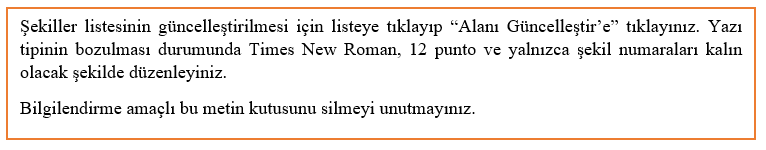 Şekiller listesinin güncelleştirilmesi için listeye tıklayıp “Alanı Güncelleştir’e” tıklayınız. Yazı
tipinin bozulması durumunda Times New Roman, 12 punto ve yalnızca şekil numaraları kalın
olacak şekilde düzenleyiniz.
Bilgilendirme amaçlı bu metin kutusunu silmeyi unutmayınız.